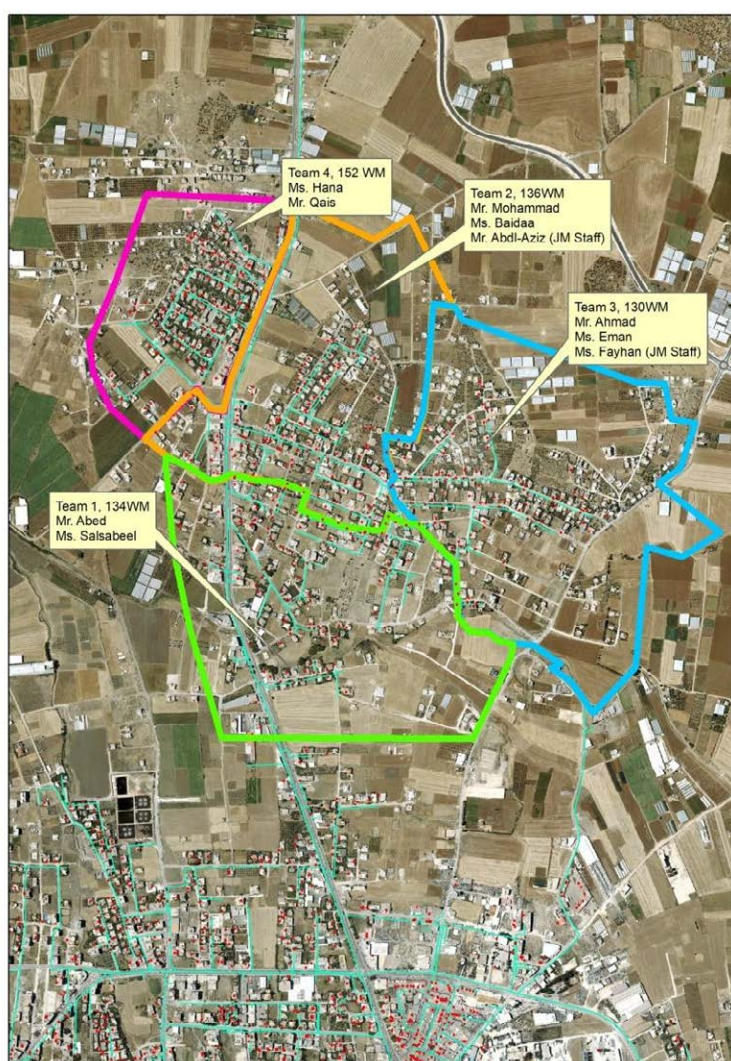 Team 4, 152 WM
Ms. Hana
Mr. Qais
Team 2, 136WM
Mr. Mohammad
Ms. Baidaa
Mr. Abdl-Aziz (JM Staff)
Team 3, 130WM
Mr. Ahmad
Ms. Eman
Ms. Fayhan (JM Staff)
Team 1, 134WM
Mr. Abed
Ms. Salsabeel